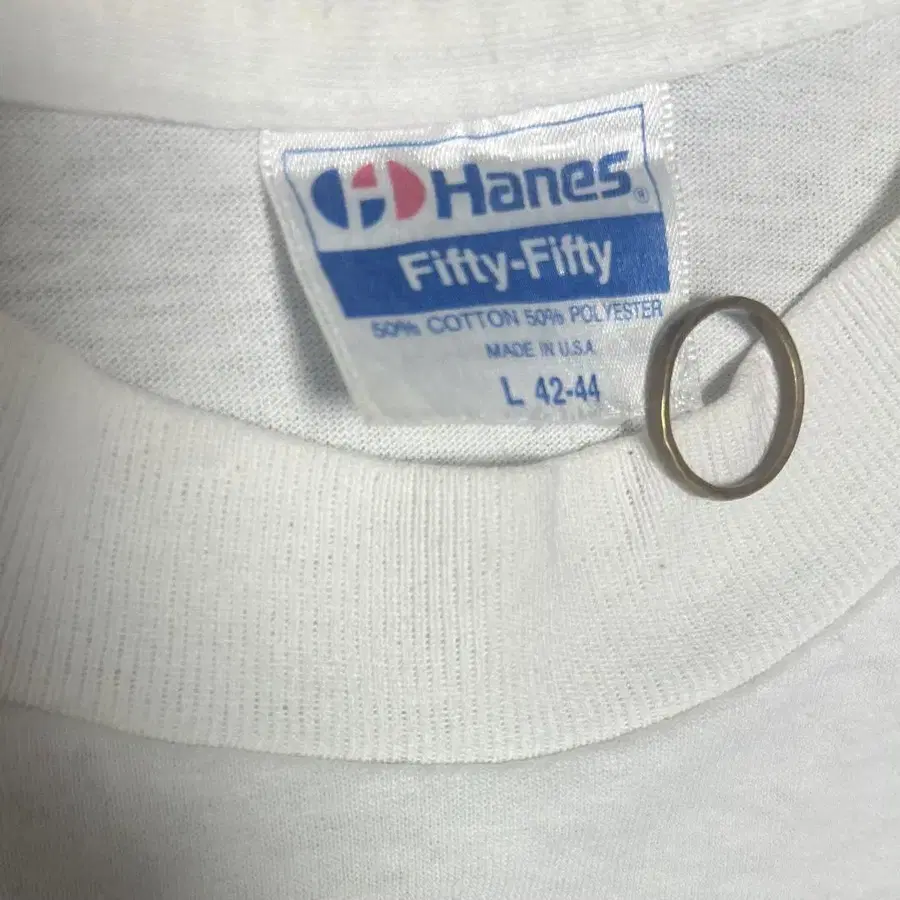 Hanes®
Fifty-Fifty
50% COTTON 50% POLYESTER
MADE IN U.S.A
L 42-44